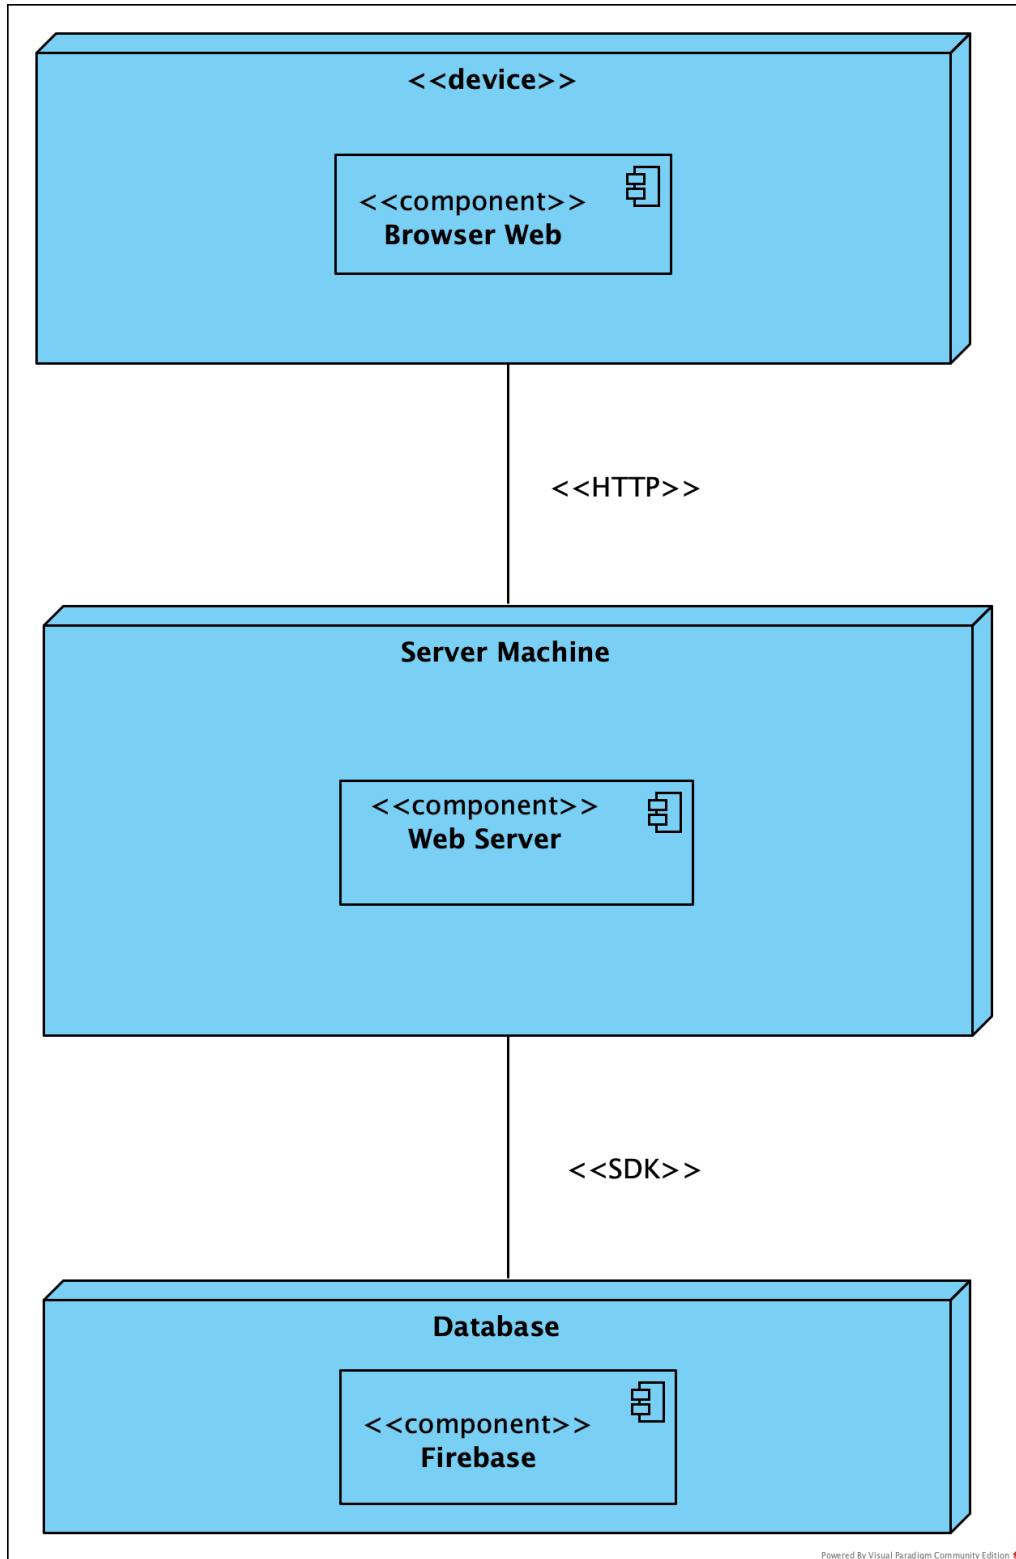 <<device>>
<<component>>
Browser Web
<<HTTP>>
Server Machine
<<component>>
Web Server
<<SDK>>
Database
<<component>>
Firebase
Powered By Visual Paradigm Community Edition